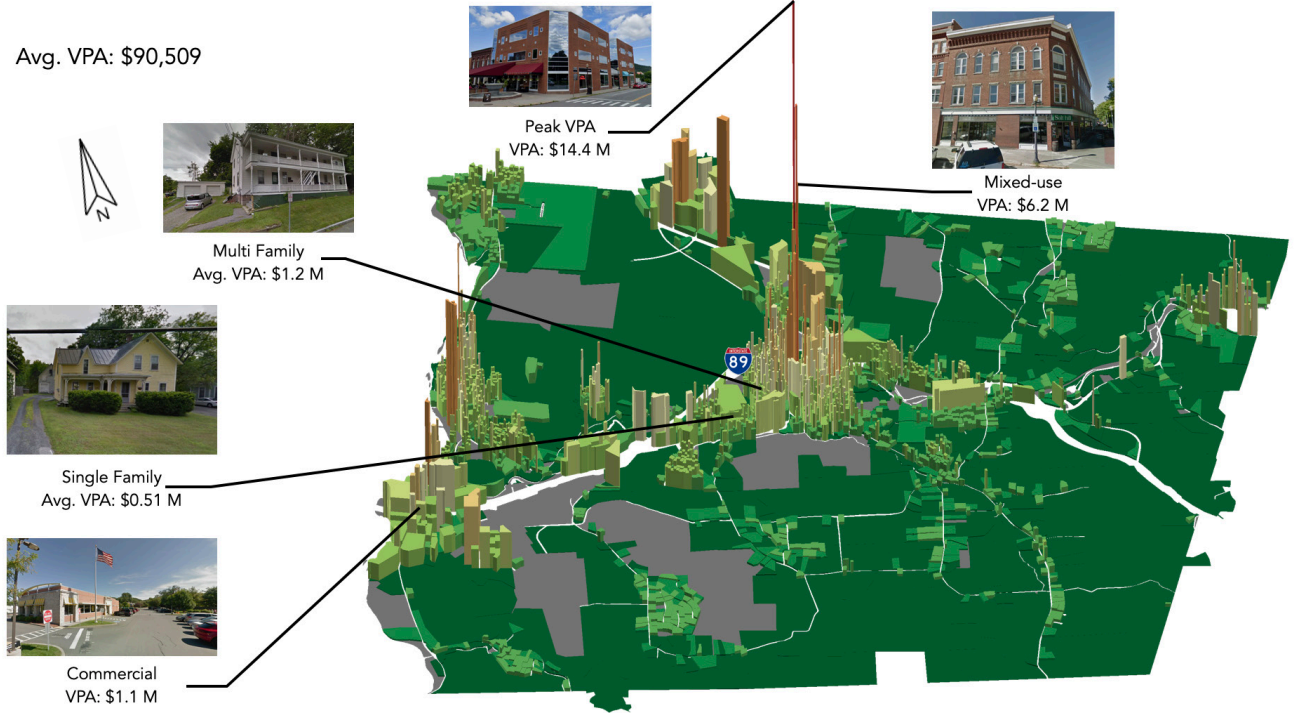 Avg. VPA: $90,509
N
Peak VPA
VPA: $14.4 M
Mixed-use
VPA: $6.2 M
Multi Family
Avg. VPA: $1.2 M
INTERSTATE
89
Single Family
Avg. VPA: $0.51 M
Commercial
VPA: $1.1 M